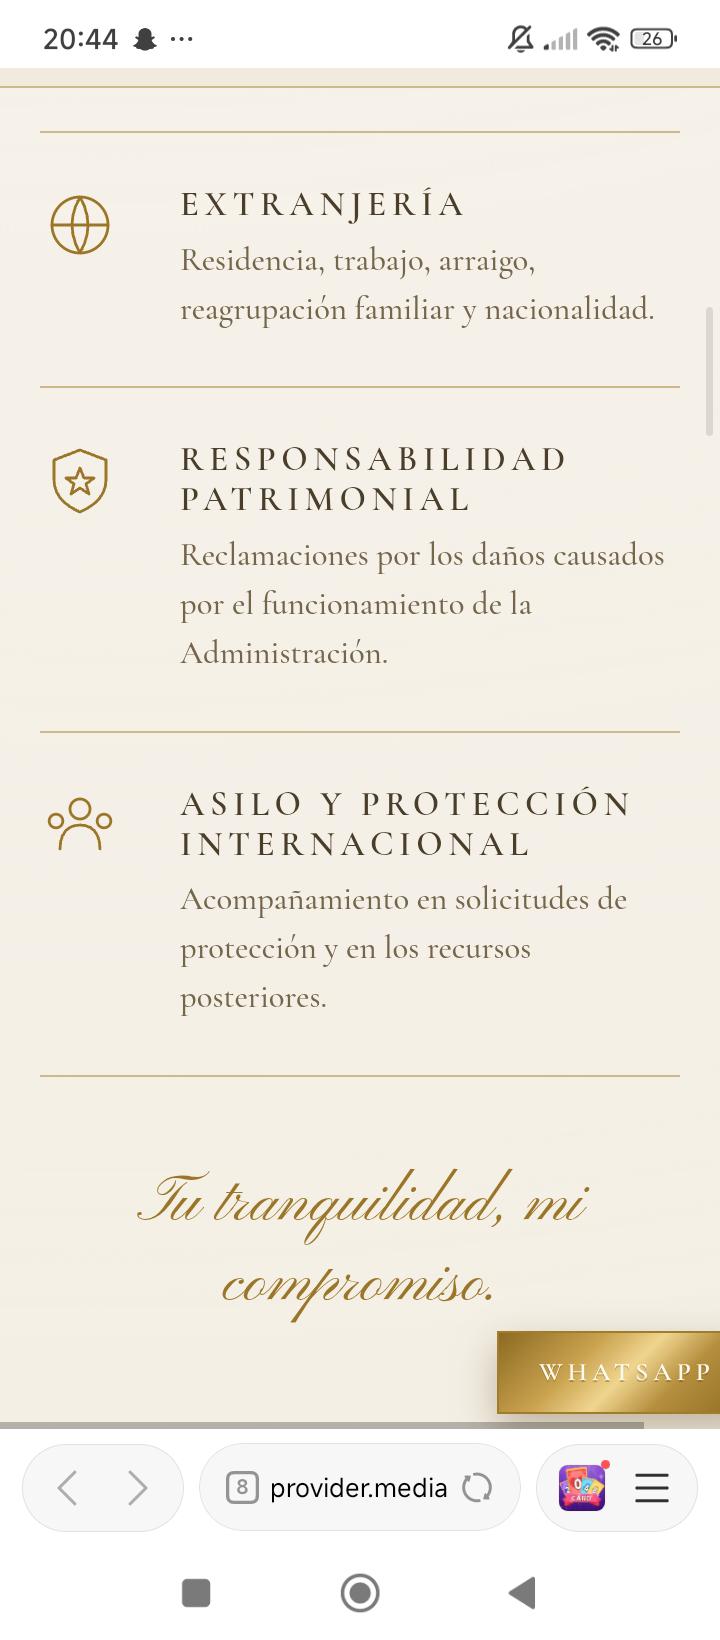 20:44
26
EXTRANJERÍA
Residencia, trabajo, arraigo,
reagrupación familiar y nacionalidad.
RESPONSABILIDAD
PATRIMONIAL
Reclamaciones por los daños causados
por el funcionamiento de la
Administración.
ASILO Y PROTECCIÓN
INTERNACIONAL
Acompañamiento en solicitudes de
protección y en los recursos
posteriores.
Tu tranquilidad, mi
compromiso.
WHATSAPP
8 provider.media